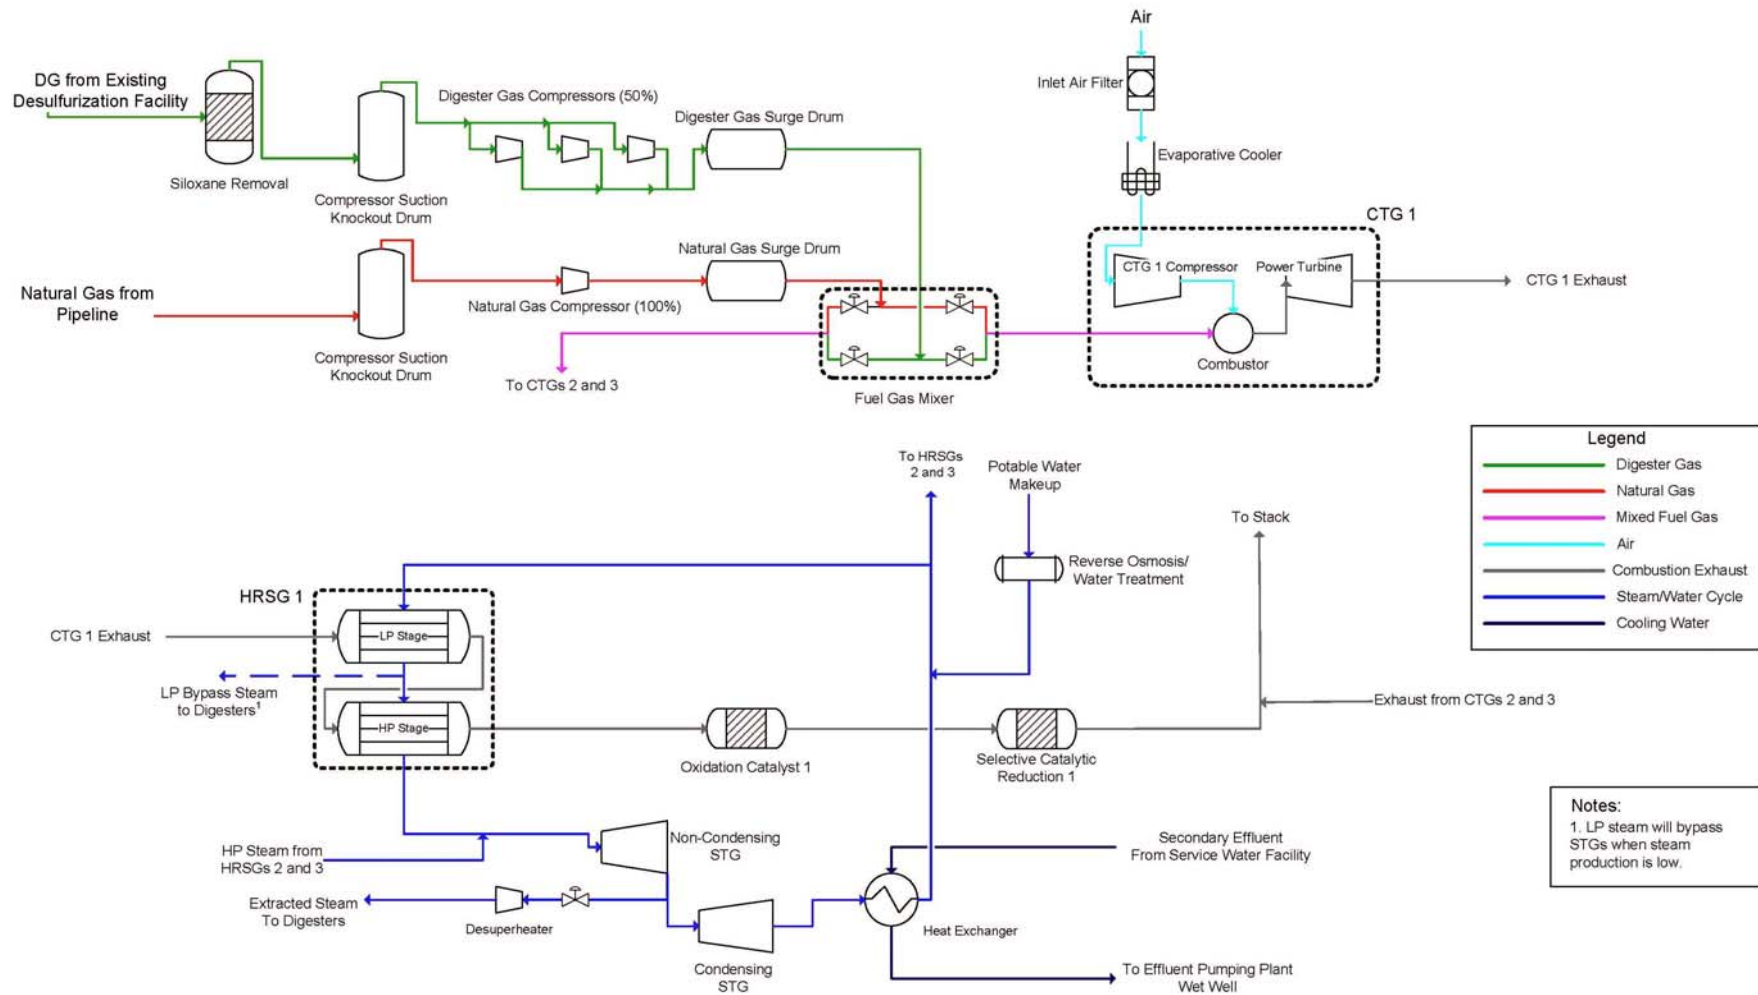 Air
DG from Existing
Desulfurization Facility
Inlet Air Filter
Digester Gas Compressors (50%)
Digester Gas Surge Drum
Evaporative Cooler
Siloxane Removal
Compressor Suction
Knockout Drum
CTG 1
Natural Gas Surge Drum
CTG 1 Compressor
Power Turbine
CTG 1 Exhaust
Natural Gas from
Pipeline
Natural Gas Compressor (100%)
Compressor Suction
Knockout Drum
Combustor
To CTGs 2 and 3
Fuel Gas Mixer
Legend
Digester Gas
Natural Gas
Mixed Fuel Gas
Air
Combustion Exhaust
Steam/Water Cycle
Cooling Water
To HRSGs
2 and 3
Potable Water
Makeup
To Stack
Reverse Osmosis/
Water Treatment
HRSG 1
CTG 1 Exhaust
LP Stage
LP Bypass Steam
to Digesters¹
HP Stage
Exhaust from CTGs 2 and 3
Oxidation Catalyst 1
Selective Catalytic
Reduction 1
Notes:
1. LP steam will bypass
STGs when steam
production is low.
Non-Condensing
STG
HP Steam from
HRSGs 2 and 3
Secondary Effluent
From Service Water Facility
Extracted Steam
To Digesters
Desuperheater
Heat Exchanger
Condensing
STG
To Effluent Pumping Plant
Wet Well